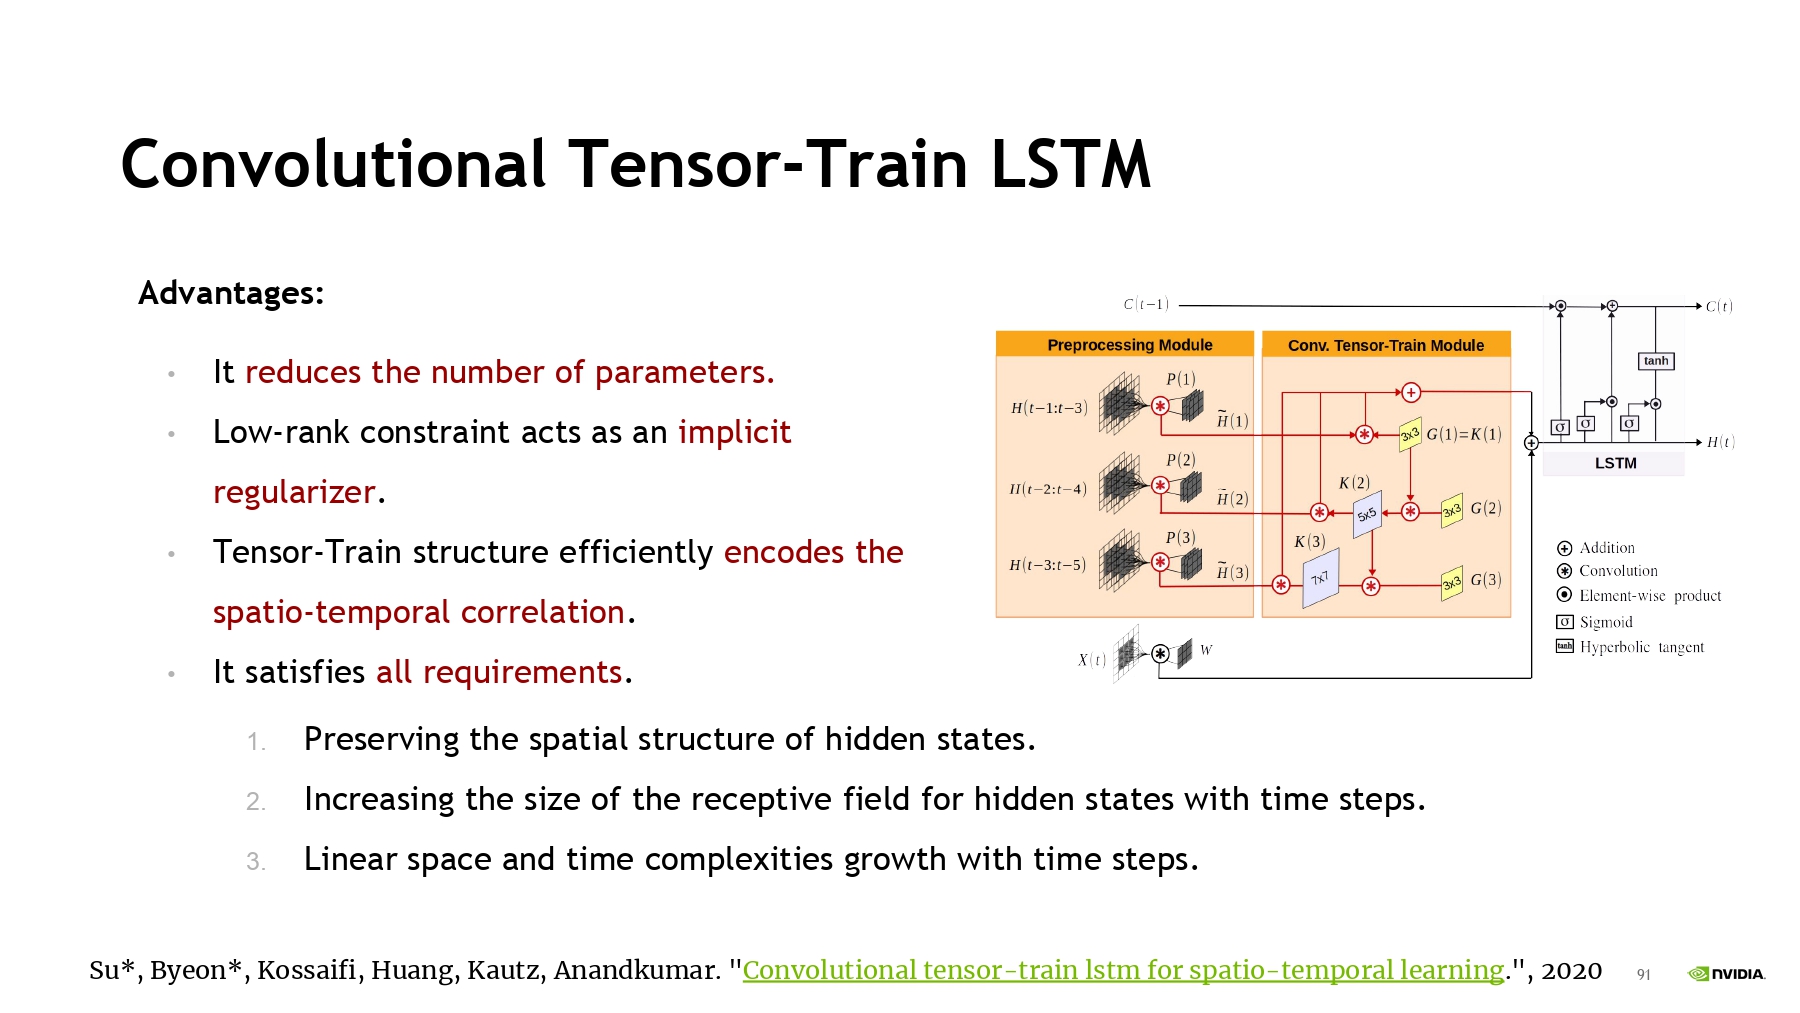 Convolutional Tensor-Train LSTM
Advantages:
• It reduces the number of parameters.
• Low-rank constraint acts as an implicit
regularizer.
• Tensor-Train structure efficiently encodes the
spatio-temporal correlation.
• It satisfies all requirements.
1. Preserving the spatial structure of hidden states.
2. Increasing the size of the receptive field for hidden states with time steps.
3. Linear space and time complexities growth with time steps.
C(t−1)
C(t)
Preprocessing Module
Conv. Tensor-Train Module
tanh
P(1)
H(t−1:t−3)
H̃(1)
3x3
G(1)=K(1)
σ
σ
σ
H(t)
LSTM
P(2)
K(2)
H(t−2:t−4)
H̃(2)
5x5
3x3
G(2)
P(3)
K(3)
H(t−3:t−5)
H̃(3)
7x7
3x3
G(3)
X(t)
W
Addition
Convolution
Element-wise product
σ Sigmoid
tanh Hyperbolic tangent
Su*, Byeon*, Kossaifi, Huang, Kautz, Anandkumar. "Convolutional tensor-train lstm for spatio-temporal learning.", 2020
91
NVIDIA.